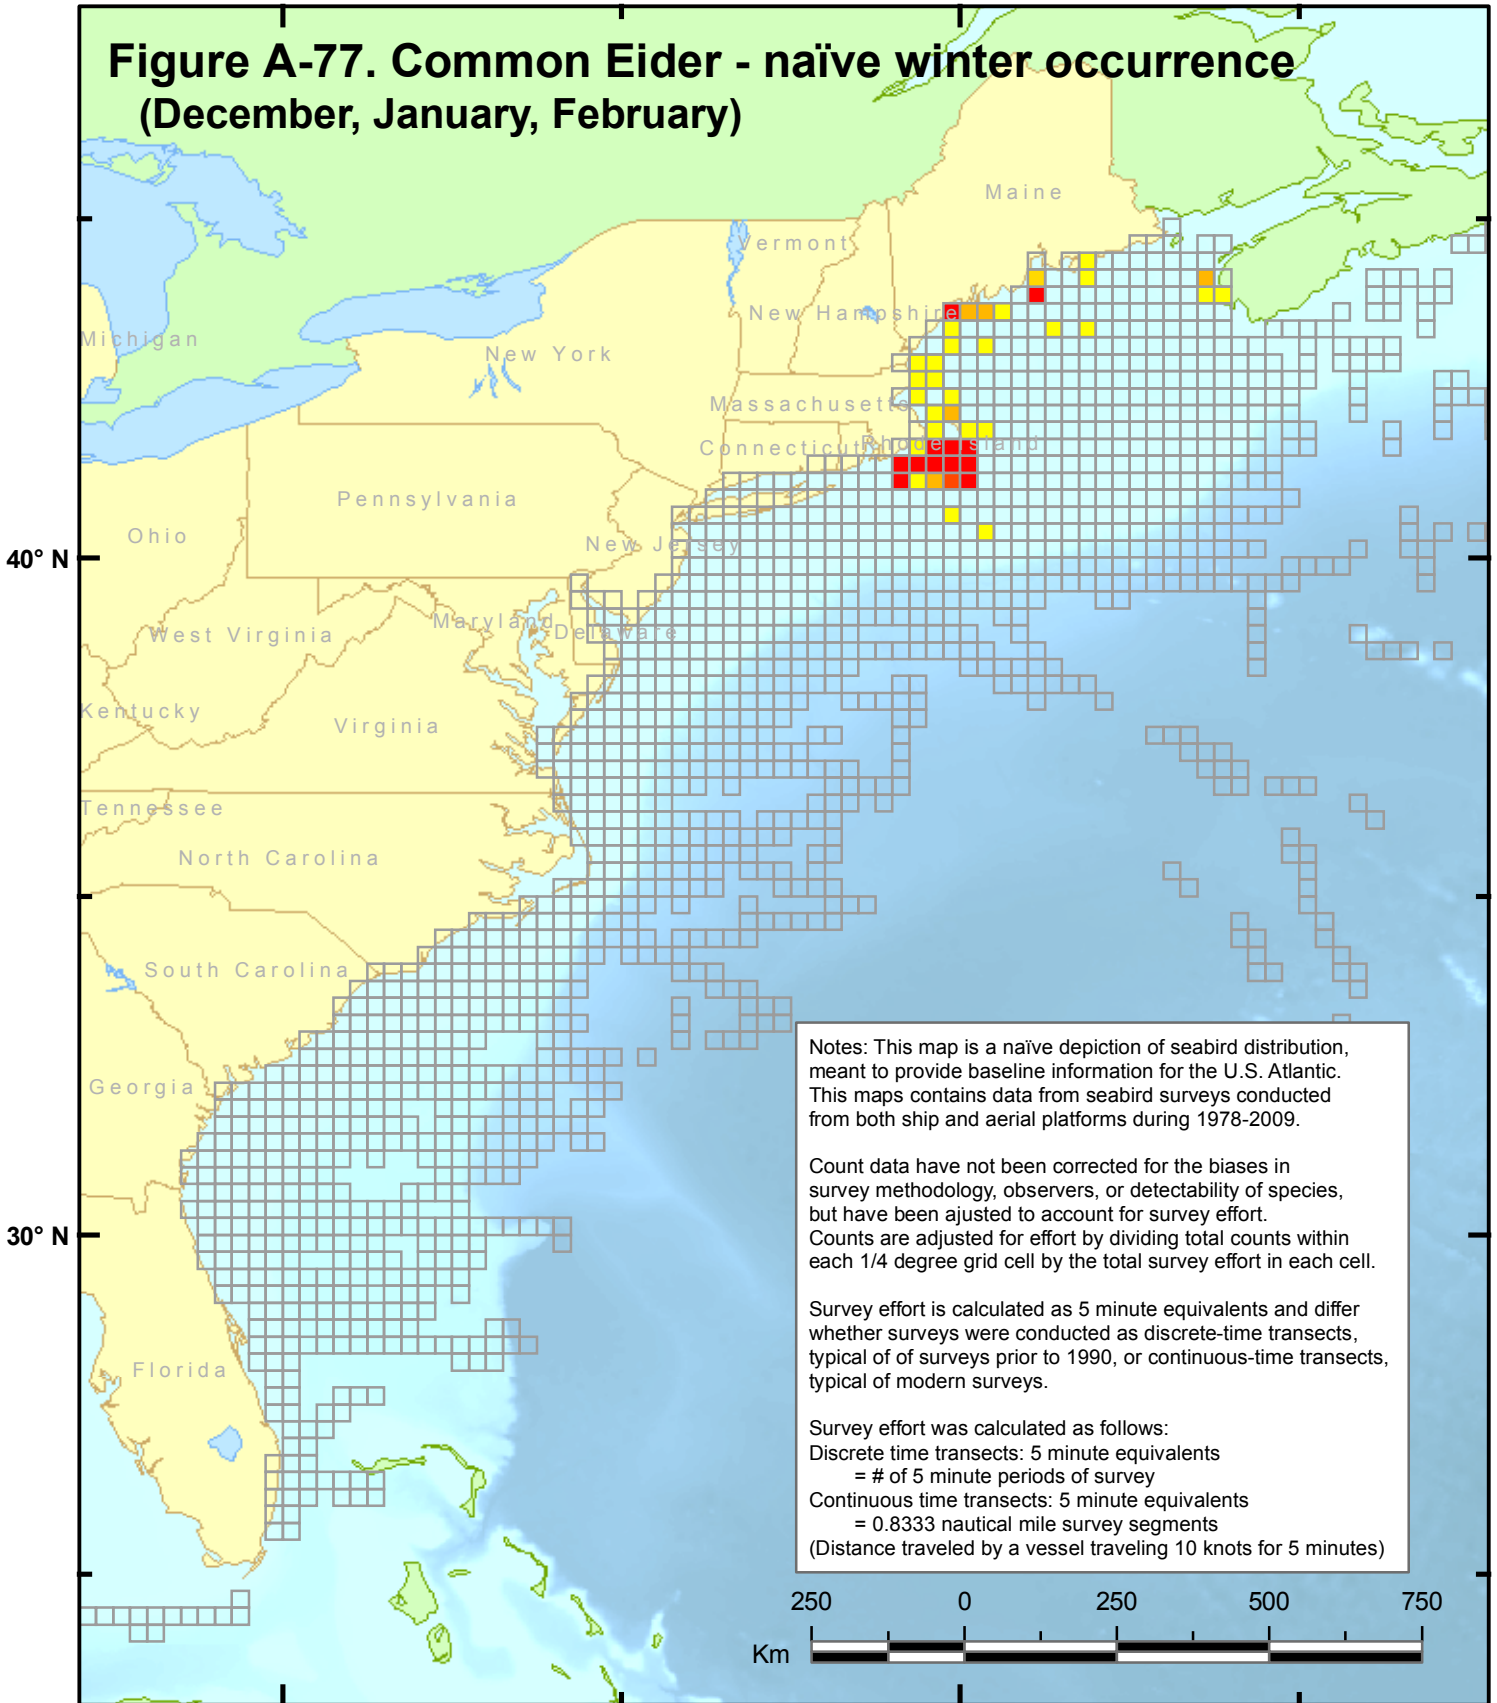 Figure A-77. Common Eider - naïve winter occurrence
(December, January, February)
Maine
Vermont
New Hampshire
Michigan
New York
Massachusetts
Connecticut
Rhode Island
Pennsylvania
Ohio
New Jersey
40° N
Maryland
Delaware
West Virginia
Kentucky
Virginia
Tennessee
North Carolina
South Carolina
Georgia
30° N
Florida
Notes: This map is a naïve depiction of seabird distribution,
meant to provide baseline information for the U.S. Atlantic.
This maps contains data from seabird surveys conducted
from both ship and aerial platforms during 1978-2009.
Count data have not been corrected for the biases in
survey methodology, observers, or detectability of species,
but have been ajusted to account for survey effort.
Counts are adjusted for effort by dividing total counts within
each 1/4 degree grid cell by the total survey effort in each cell.
Survey effort is calculated as 5 minute equivalents and differ
whether surveys were conducted as discrete-time transects,
typical of of surveys prior to 1990, or continuous-time transects,
typical of modern surveys.
Survey effort was calculated as follows:
Discrete time transects: 5 minute equivalents
= # of 5 minute periods of survey
Continuous time transects: 5 minute equivalents
= 0.8333 nautical mile survey segments
(Distance traveled by a vessel traveling 10 knots for 5 minutes)
250 0 250 500 750
Km